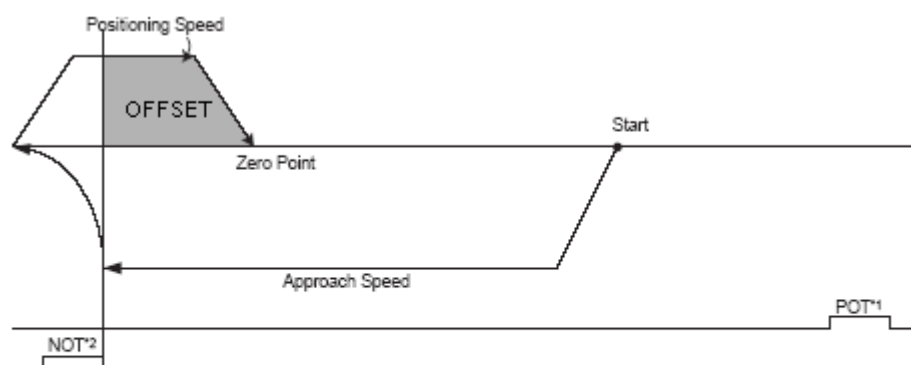 Positioning Speed
OFFSET
Start
Zero Point
Approach Speed
POT*1
NOT*2